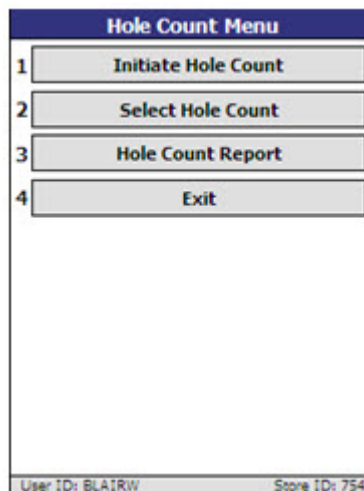 Hole Count Menu
1 Initiate Hole Count
2 Select Hole Count
3 Hole Count Report
4 Exit
User ID: BLAIRW Store ID: 754